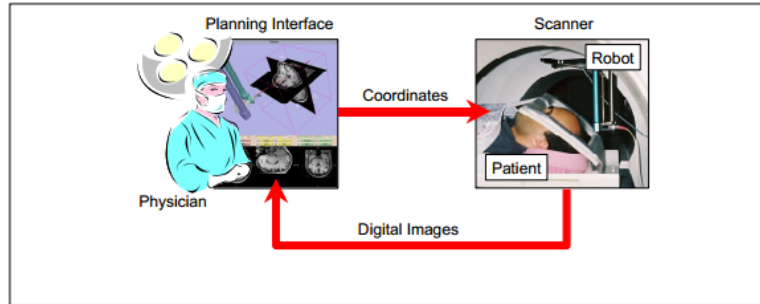 Planning Interface
Scanner
Robot
Coordinates
Patient
Physician
Digital Images